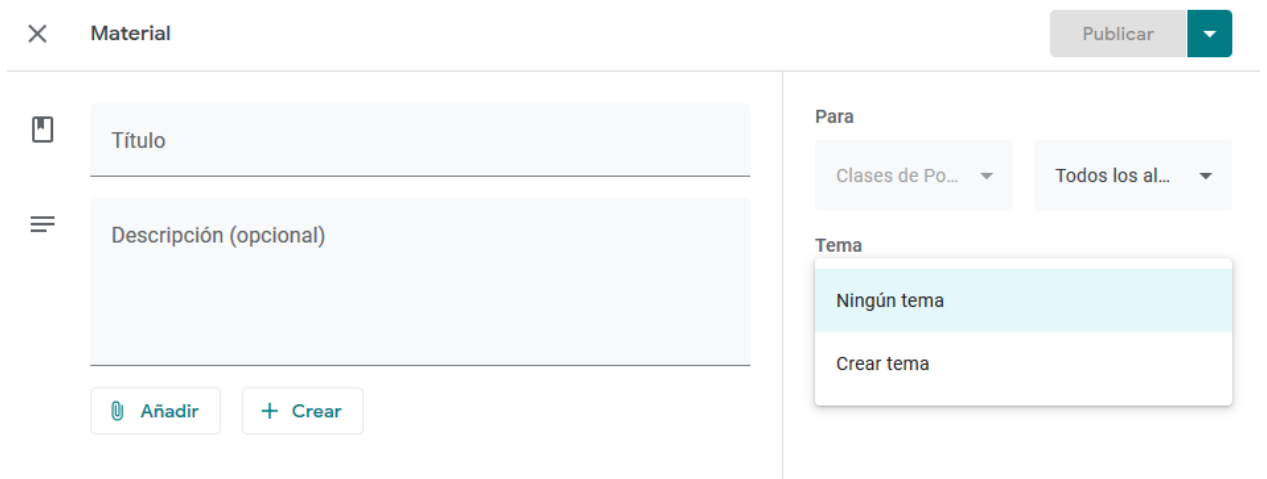 Material
Publicar
Título
Descripción (opcional)
Añadir
Crear
Para
Clases de Po...
Todos los al...
Tema
Ningún tema
Crear tema